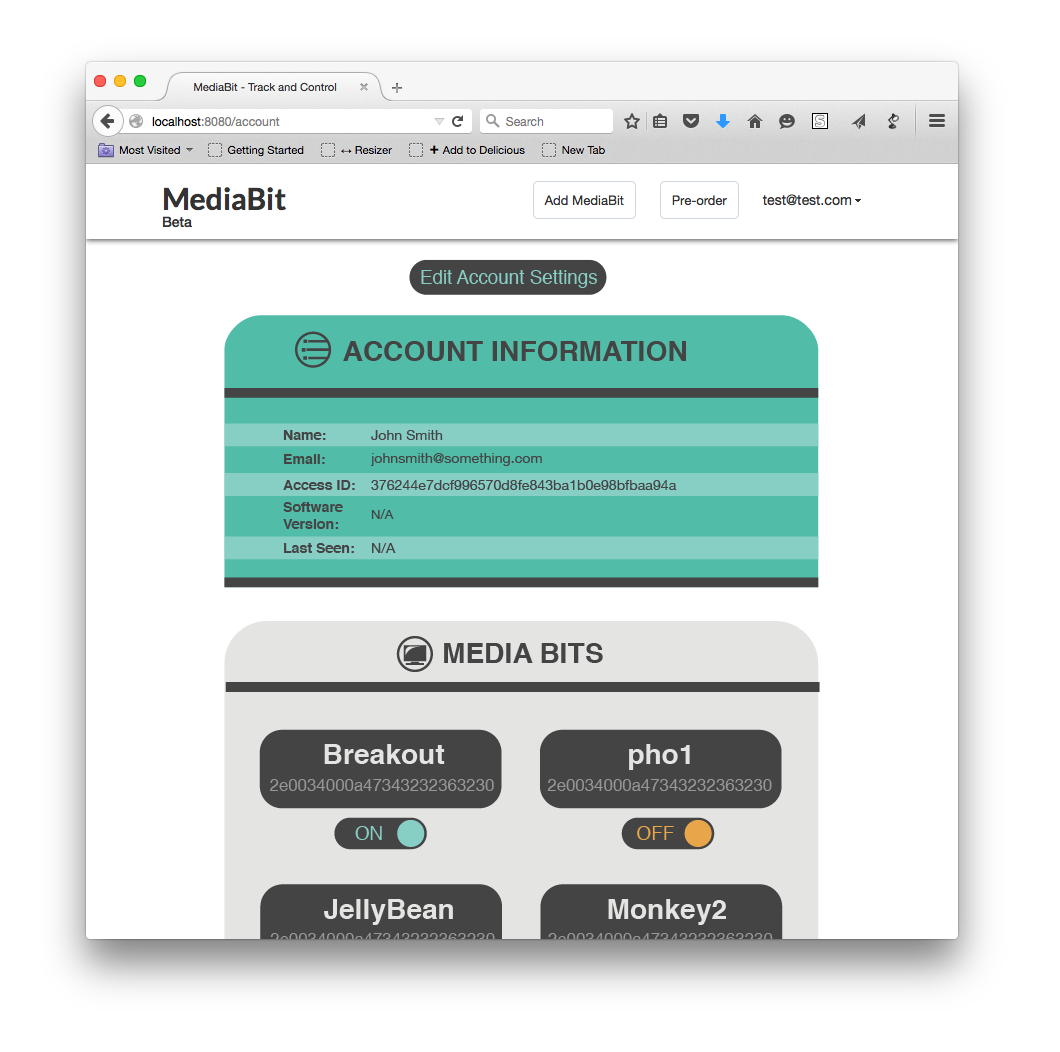 MediaBit - Track and Control
localhost:8080/account
Search
Most Visited
Getting Started
↔ Resizer
+ Add to Delicious
New Tab
MediaBit
Beta
Add MediaBit
Pre-order
test@test.com
Edit Account Settings
ACCOUNT INFORMATION
Name: John Smith
Email: johnsmith@something.com
Access ID: 376244e7dcf996570d8fe843ba1b0e98bfbaa94a
Software
Version: N/A
Last Seen: N/A
MEDIA BITS
Breakout
2e0034000a47343232363230
ON
pho1
2e0034000a47343232363230
OFF
JellyBean
2e0034000a47343232363230
Monkey2
2e0034000a47343232363230